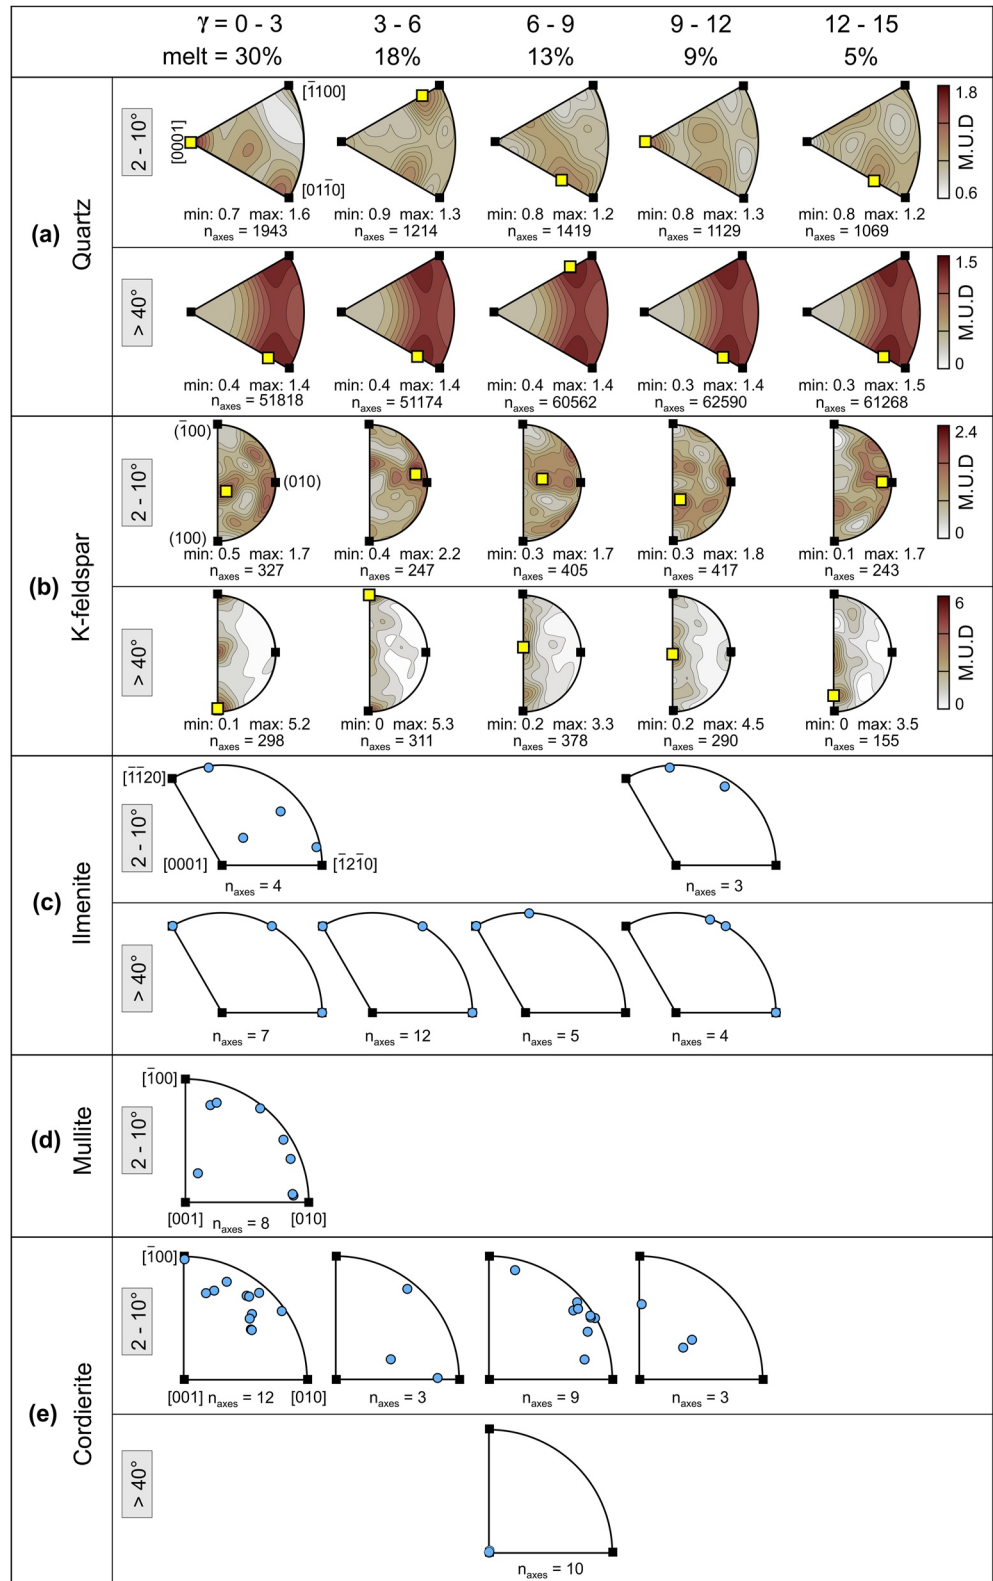 γ = 0 - 3 3 - 6 6 - 9 9 - 12 12 - 15
melt = 30% 18% 13% 9% 5%
(a)
Quartz
2 - 10°
[0001]
[1̅100]
[011̅0]
1.8
M.U.D
0.6
min: 0.7 max: 1.6 min: 0.9 max: 1.3 min: 0.8 max: 1.2 min: 0.8 max: 1.3 min: 0.8 max: 1.2
naxes = 1943 naxes = 1214 naxes = 1419 naxes = 1129 naxes = 1069
> 40°
1.5
M.U.D
0
min: 0.4 max: 1.4 min: 0.4 max: 1.4 min: 0.4 max: 1.4 min: 0.3 max: 1.4 min: 0.3 max: 1.5
naxes = 51818 naxes = 51174 naxes = 60562 naxes = 62590 naxes = 61268
(b)
K-feldspar
2 - 10°
(1̅00)
(010)
(100)
2.4
M.U.D
0
min: 0.5 max: 1.7 min: 0.4 max: 2.2 min: 0.3 max: 1.7 min: 0.3 max: 1.8 min: 0.1 max: 1.7
naxes = 327 naxes = 247 naxes = 405 naxes = 417 naxes = 243
> 40°
6
M.U.D
0
min: 0.1 max: 5.2 min: 0 max: 5.3 min: 0.2 max: 3.3 min: 0.2 max: 4.5 min: 0 max: 3.5
naxes = 298 naxes = 311 naxes = 378 naxes = 290 naxes = 155
(c)
Ilmenite
2 - 10°
[1̅1̅20]
[0001] [1̅21̅0]
naxes = 4 naxes = 3
> 40°
naxes = 7 naxes = 12 naxes = 5 naxes = 4
(d)
Mullite
2 - 10°
[1̅00]
[001] naxes = 8 [010]
(e)
Cordierite
2 - 10°
[1̅00]
[001] naxes = 12 [010] naxes = 3 naxes = 9 naxes = 3
> 40°
naxes = 10